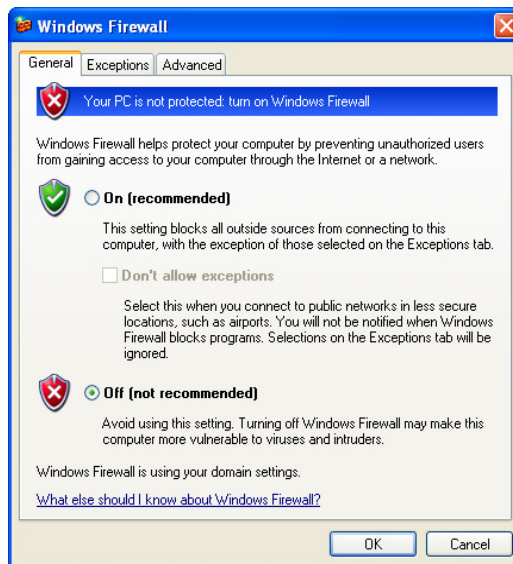 Windows Firewall
General Exceptions Advanced
Your PC is not protected: turn on Windows Firewall
Windows Firewall helps protect your computer by preventing unauthorized users
from gaining access to your computer through the Internet or a network.
On (recommended)
This setting blocks all outside sources from connecting to this
computer, with the exception of those selected on the Exceptions tab.
Don't allow exceptions
Select this when you connect to public networks in less secure
locations, such as airports. You will not be notified when Windows
Firewall blocks programs. Selections on the Exceptions tab will be
ignored.
Off (not recommended)
Avoid using this setting. Turning off Windows Firewall may make this
computer more vulnerable to viruses and intruders.
Windows Firewall is using your domain settings.
What else should I know about Windows Firewall?
OK Cancel